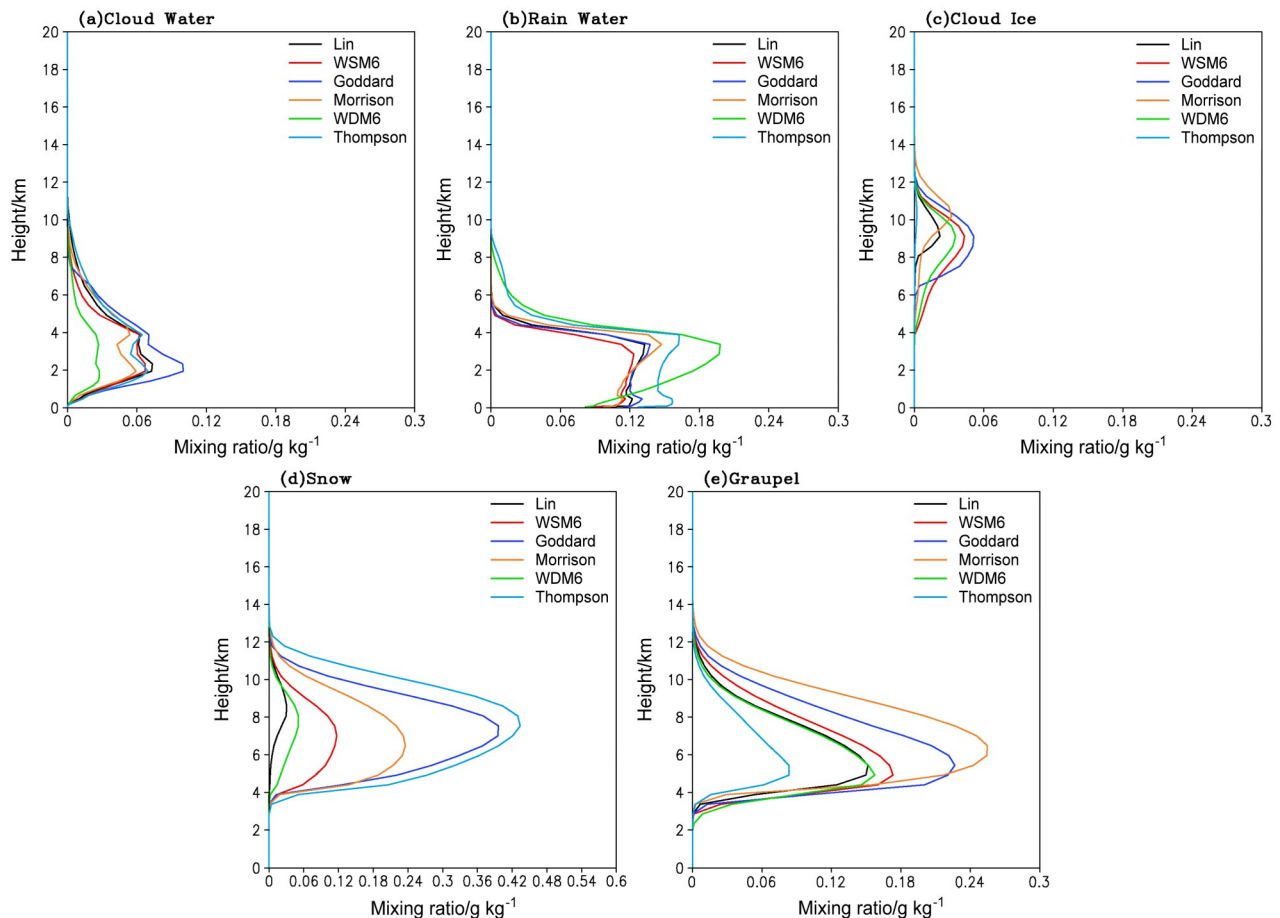 (a)Cloud Water
20
18
16
14
12
10
8
6
4
2
0
Height/km
Lin
WSM6
Goddard
Morrison
WDM6
Thompson
0 0.06 0.12 0.18 0.24 0.3
Mixing ratio/g kg-1
(b)Rain Water
20
18
16
14
12
10
8
6
4
2
0
Height/km
Lin
WSM6
Goddard
Morrison
WDM6
Thompson
0 0.06 0.12 0.18 0.24 0.3
Mixing ratio/g kg-1
(c)Cloud Ice
20
18
16
14
12
10
8
6
4
2
0
Height/km
Lin
WSM6
Goddard
Morrison
WDM6
Thompson
0 0.06 0.12 0.18 0.24 0.3
Mixing ratio/g kg-1
(d)Snow
20
18
16
14
12
10
8
6
4
2
0
Height/km
Lin
WSM6
Goddard
Morrison
WDM6
Thompson
0 0.06 0.12 0.18 0.24 0.3 0.36 0.42 0.48 0.54 0.6
Mixing ratio/g kg-1
(e)Graupel
20
18
16
14
12
10
8
6
4
2
0
Height/km
Lin
WSM6
Goddard
Morrison
WDM6
Thompson
0 0.06 0.12 0.18 0.24 0.3
Mixing ratio/g kg-1